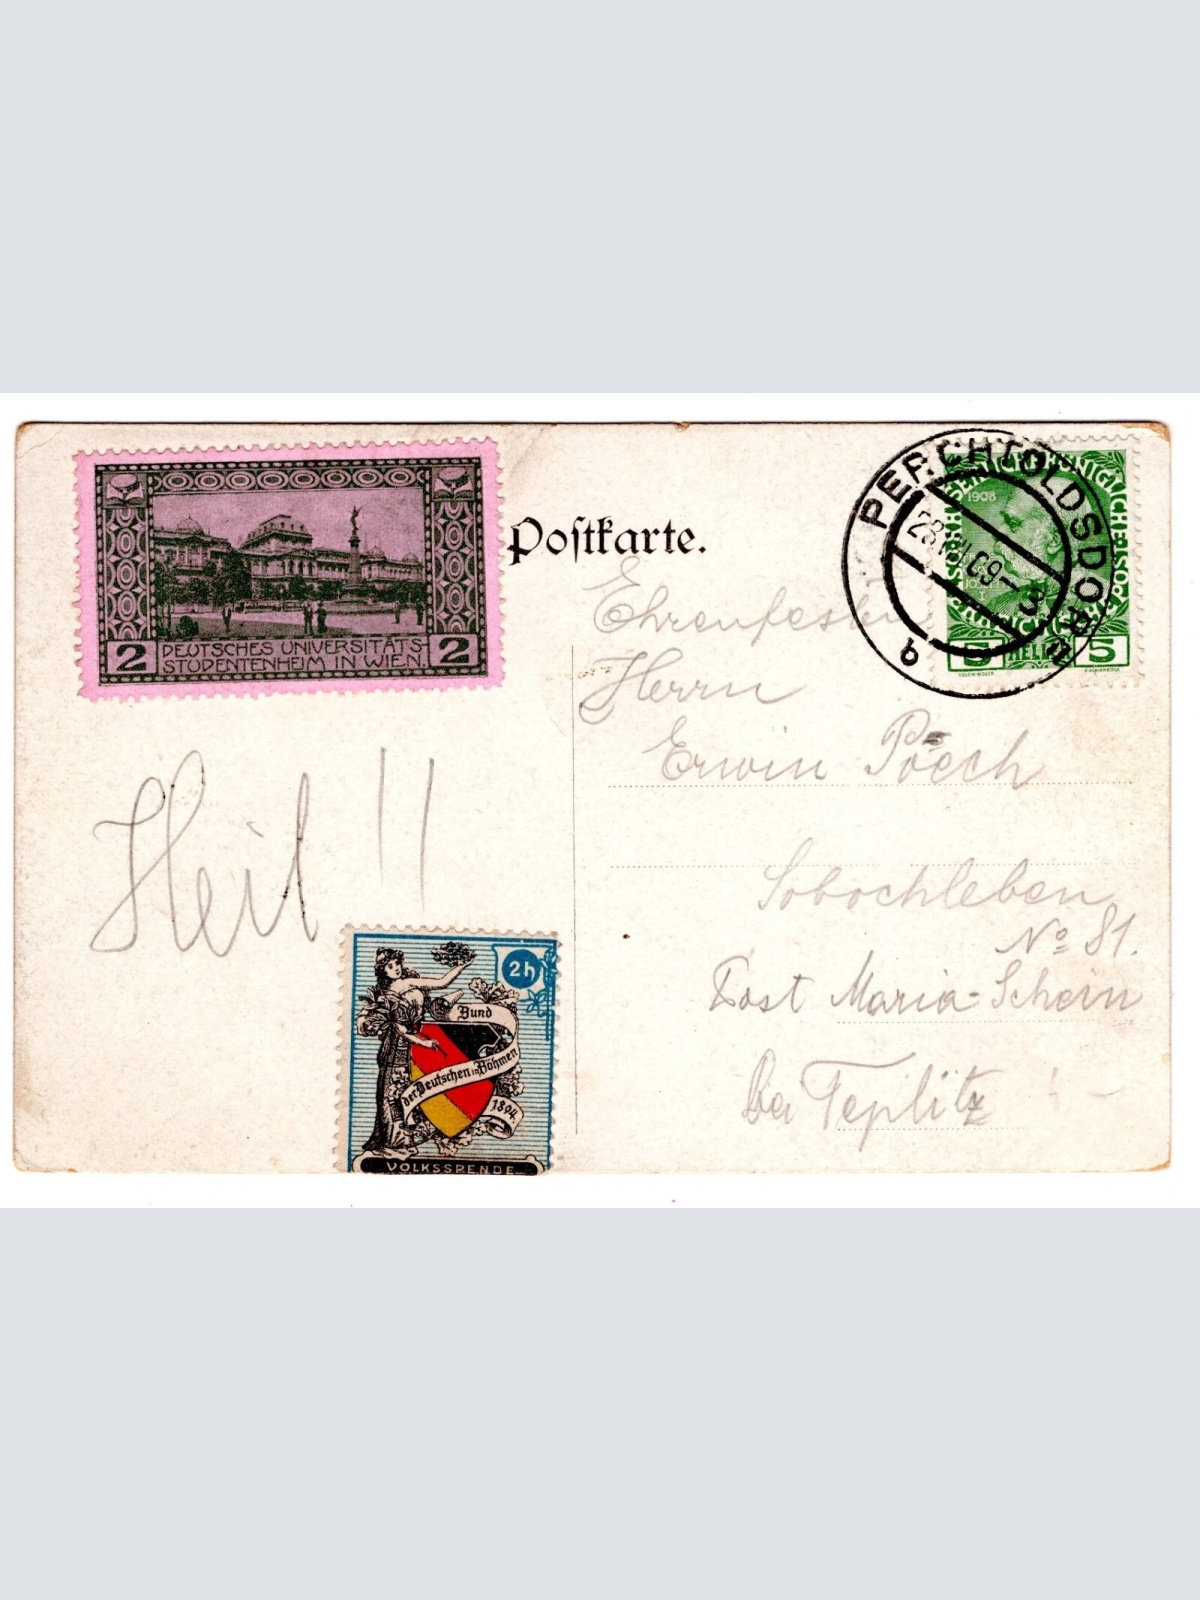 Postkarte.
2 DEUTSCHES UNIVERSITÄTS- 2
STUDENTENHEIM IN WIEN.
PERCHTOLDSDORF
b
1908
5 HELLER 5
Heil!!
Herrn
Erwin Pöech
Sobochleben
No 81.
Post Maria-Schein
bei Teplitz
2h
Bund
der Deutschen in Böhmen
1894
VOLKSSPENDE